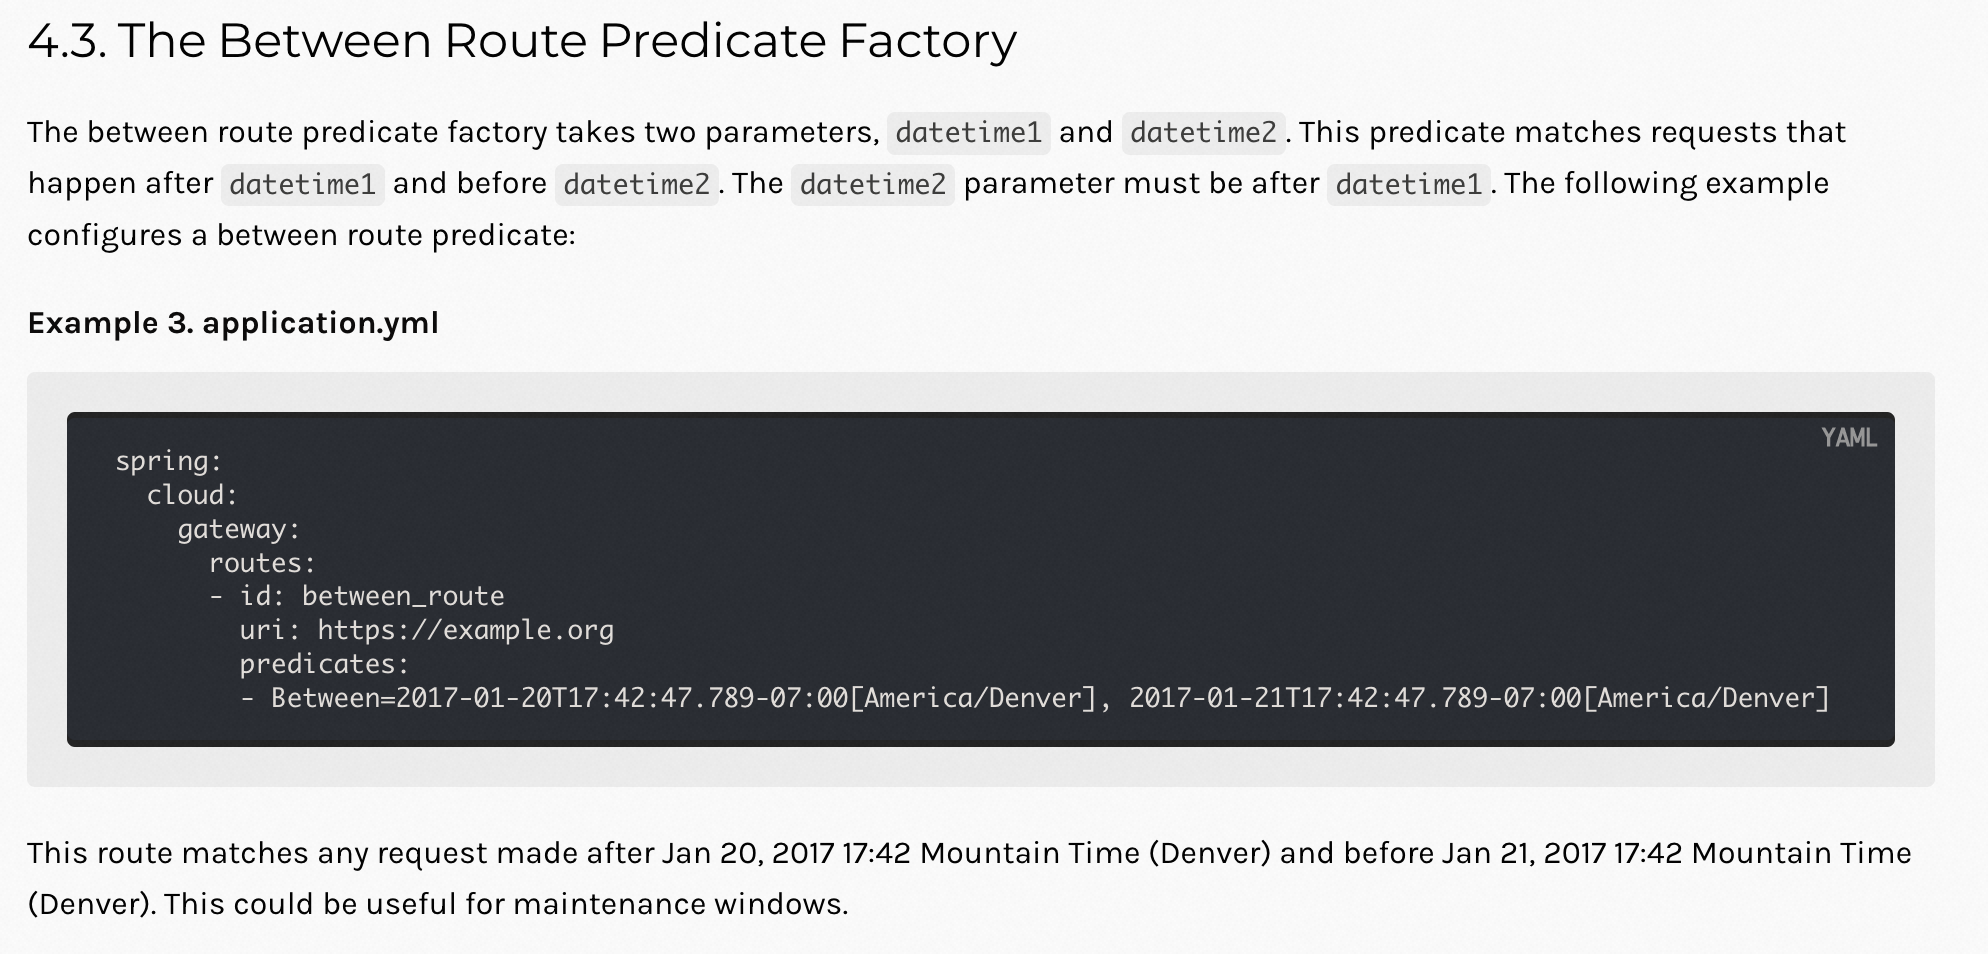 4.3. The Between Route Predicate Factory
The between route predicate factory takes two parameters, datetime1 and datetime2. This predicate matches requests that
happen after datetime1 and before datetime2. The datetime2 parameter must be after datetime1. The following example
configures a between route predicate:
Example 3. application.yml
YAML
spring:
  cloud:
    gateway:
      routes:
      - id: between_route
        uri: https://example.org
        predicates:
        - Between=2017-01-20T17:42:47.789-07:00[America/Denver], 2017-01-21T17:42:47.789-07:00[America/Denver]
This route matches any request made after Jan 20, 2017 17:42 Mountain Time (Denver) and before Jan 21, 2017 17:42 Mountain Time
(Denver). This could be useful for maintenance windows.